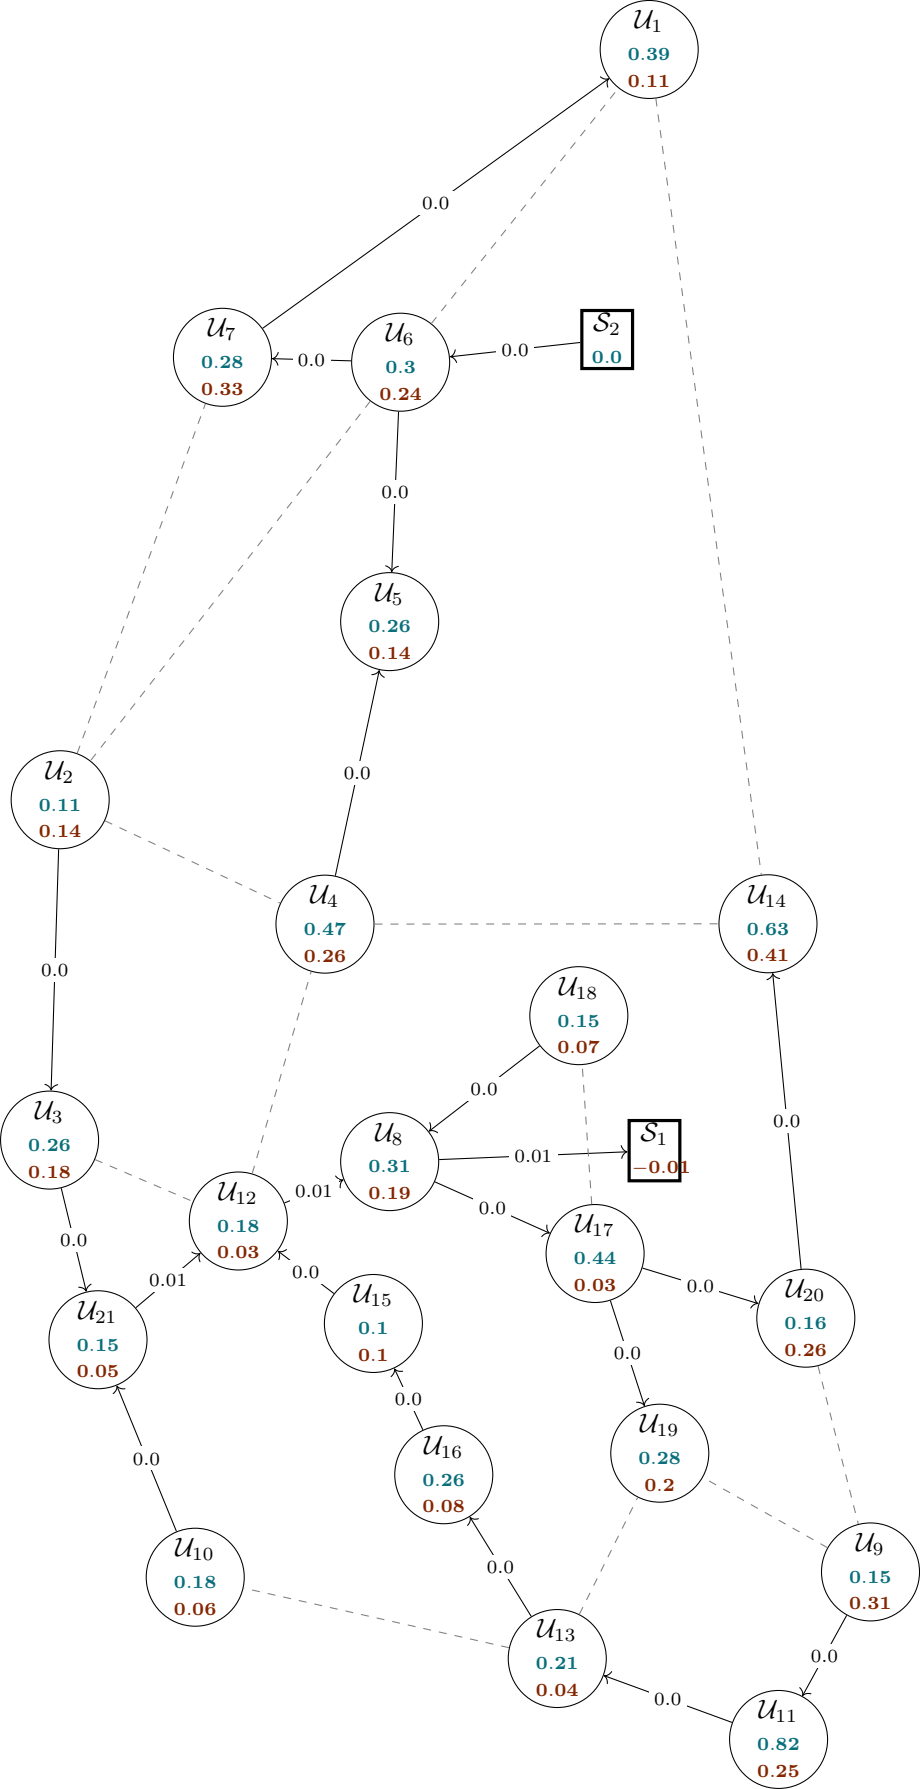 𝒰₁
0.39
0.11
0.0
𝒰₇
0.28
0.33
0.0
𝒰₆
0.3
0.24
0.0
𝒮₂
0.0
0.0
𝒰₅
0.26
0.14
0.0
𝒰₂
0.11
0.14
𝒰₄
0.47
0.26
𝒰₁₄
0.63
0.41
0.0
𝒰₁₈
0.15
0.07
0.0
𝒰₃
0.26
0.18
𝒰₈
0.31
0.19
0.01
𝒮₁
−0.01
0.0
𝒰₁₂
0.18
0.03
0.01
0.0
𝒰₁₇
0.44
0.03
0.0
0.0
0.01
0.0
𝒰₂₁
0.15
0.05
𝒰₁₅
0.1
0.1
0.0
𝒰₂₀
0.16
0.26
0.0
0.0
𝒰₁₆
0.26
0.08
𝒰₁₉
0.28
0.2
𝒰₁₀
0.18
0.06
0.0
𝒰₉
0.15
0.31
𝒰₁₃
0.21
0.04
0.0
0.0
𝒰₁₁
0.82
0.25